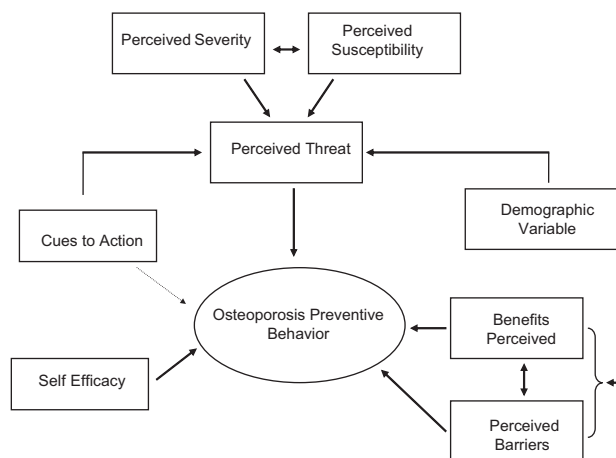 Perceived Severity
Perceived
Susceptibility
Perceived Threat
Cues to Action
Demographic
Variable
Osteoporosis Preventive
Behavior
Benefits
Perceived
Self Efficacy
Perceived
Barriers